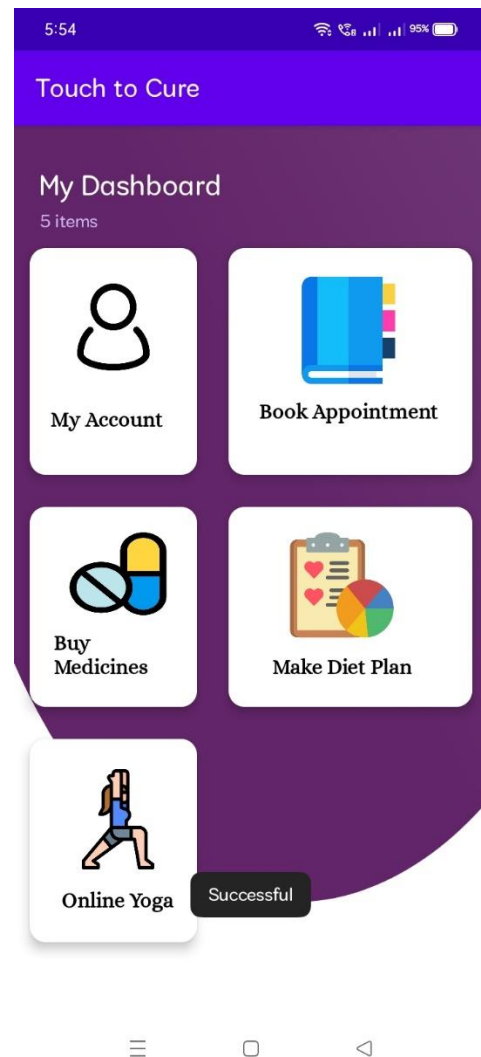 5:54
95%
Touch to Cure
My Dashboard
5 items
My Account
Book Appointment
Buy
Medicines
Make Diet Plan
Online Yoga
Successful